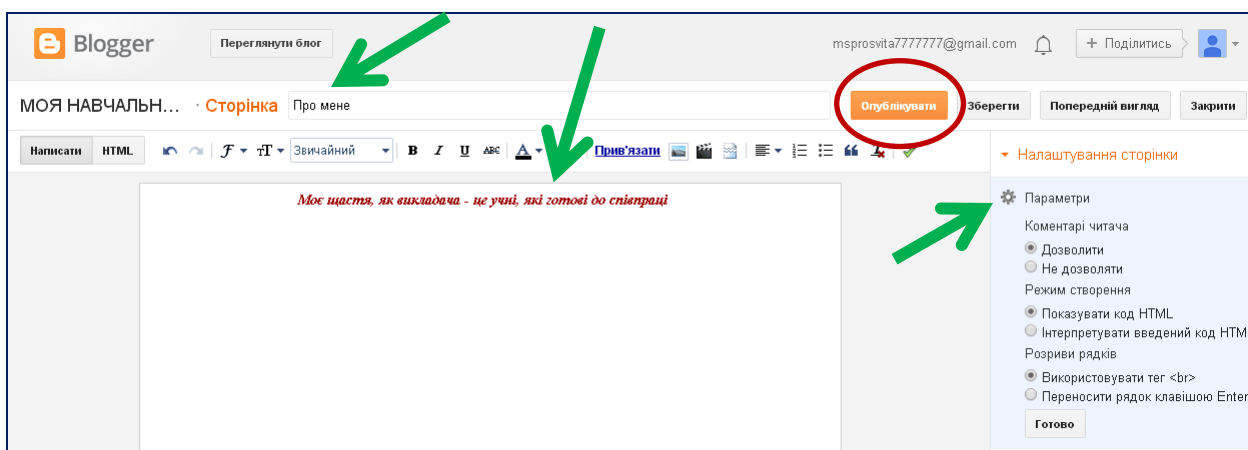 Blogger Переглянути блог msprosvita7777777@gmail.com + Поділитись
МОЯ НАВЧАЛЬН... · Сторінка Про мене Опублікувати Зберегти Попередній вигляд Закрити
Написати HTML Звичайний B I U ABC A Прив'язати
Налаштування сторінки
Моє щастя, як викладача - це учні, які готові до співпраці
Параметри
Коментарі читача
Дозволити
Не дозволяти
Режим створення
Показувати код HTML
Інтерпретувати введений код HTM
Розриви рядків
Використовувати тег <br>
Переносити рядок клавішою Enter
Готово